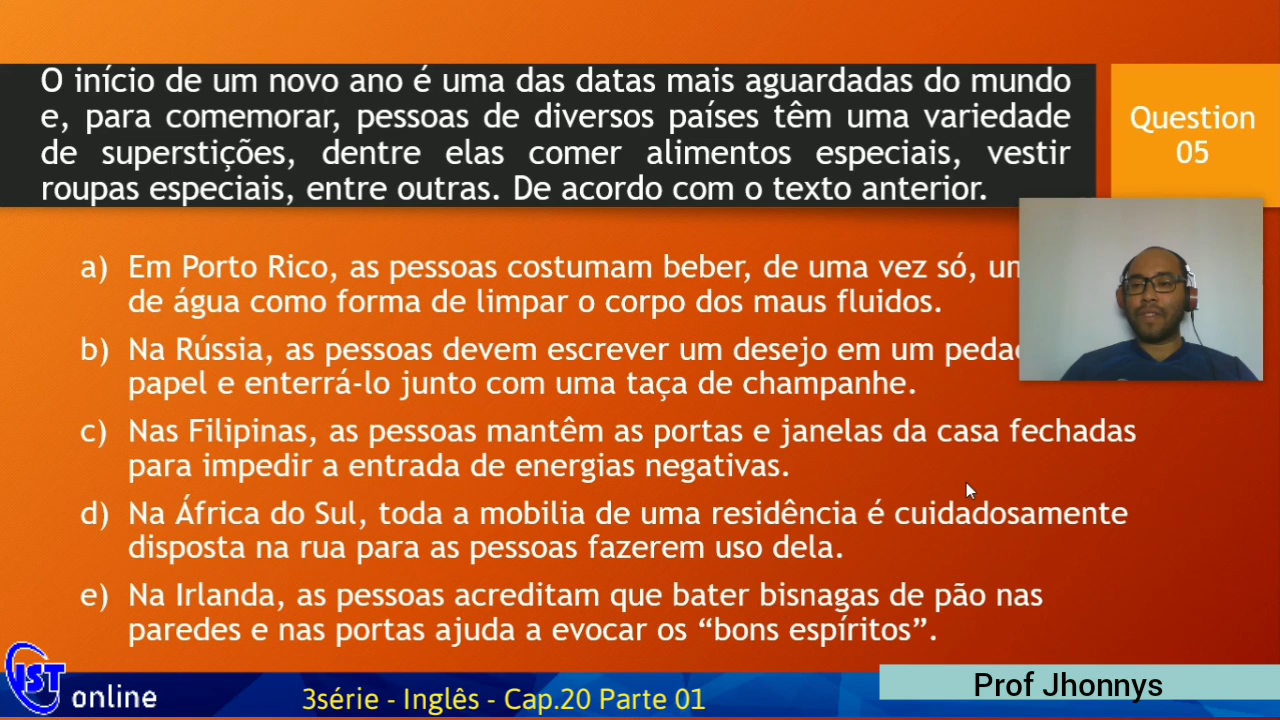 O início de um novo ano é uma das datas mais aguardadas do mundo
e, para comemorar, pessoas de diversos países têm uma variedade
de superstições, dentre elas comer alimentos especiais, vestir
roupas especiais, entre outras. De acordo com o texto anterior.
Question
05
a) Em Porto Rico, as pessoas costumam beber, de uma vez só,
de água como forma de limpar o corpo dos maus fluidos.
b) Na Rússia, as pessoas devem escrever um desejo em um
papel e enterrá-lo junto com uma taça de champanhe.
c) Nas Filipinas, as pessoas mantêm as portas e janelas da casa fechadas
para impedir a entrada de energias negativas.
d) Na África do Sul, toda a mobilia de uma residência é cuidadosamente
disposta na rua para as pessoas fazerem uso dela.
e) Na Irlanda, as pessoas acreditam que bater bisnagas de pão nas
paredes e nas portas ajuda a evocar os “bons espíritos”.
IST
online
3série - Inglês - Cap.20 Parte 01
Prof Jhonnys